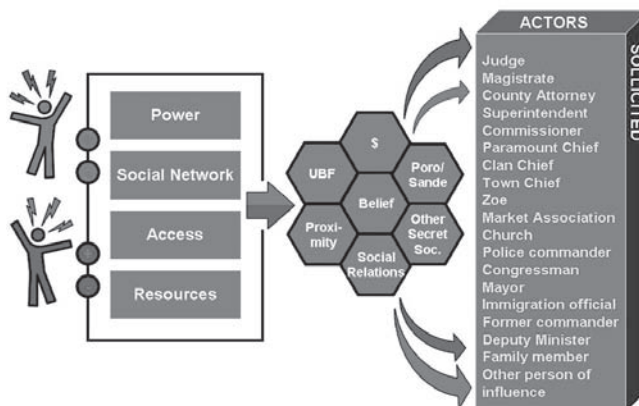 Power
Social Network
Access
Resources
$
UBF
Poro/
Sande
Belief
Proxi-
mity
Other
Secret
Soc.
Social
Relations
ACTORS
SOLLICITED
Judge
Magistrate
County Attorney
Superintendent
Commissioner
Paramount Chief
Clan Chief
Town Chief
Zoe
Market Association
Church
Police commander
Congressman
Mayor
Immigration official
Former commander
Deputy Minister
Family member
Other person of
influence